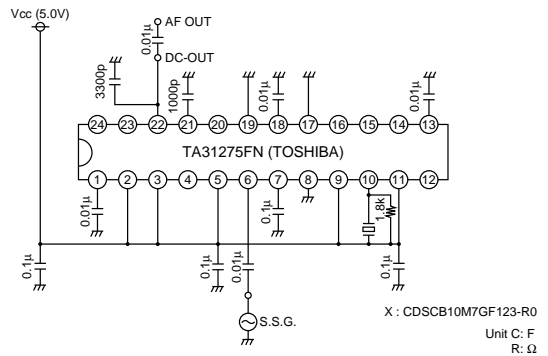 Vcc (5.0V)
AF OUT
0.01μ
DC-OUT
3300p
1000p
0.01μ
0.01μ
24 23 22 21 20 19 18 17 16 15 14 13
TA31275FN (TOSHIBA)
1 2 3 4 5 6 7 8 9 10 11 12
0.01μ
0.1μ
1.8k
0.1μ
0.1μ
0.01μ
0.1μ
S.S.G.
X : CDSCB10M7GF123-R0
Unit C: F
R: Ω